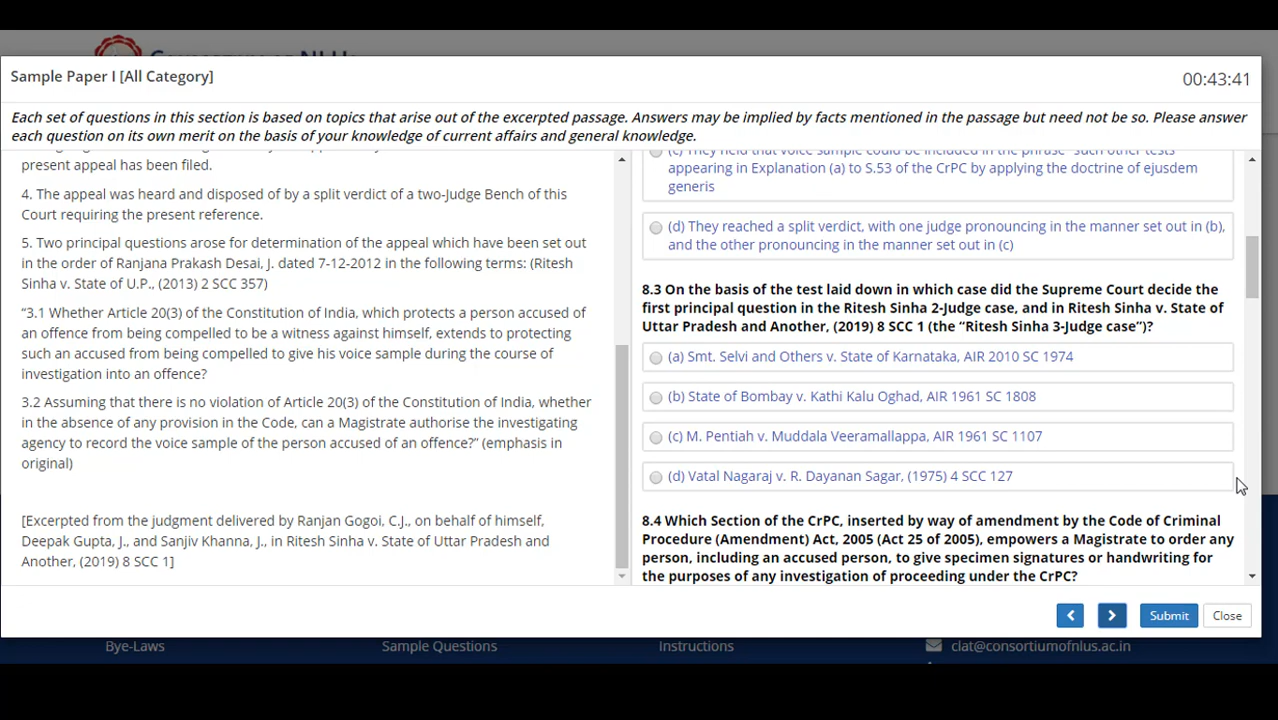 Sample Paper I [All Category]
00:43:41
Each set of questions in this section is based on topics that arise out of the excerpted passage. Answers may be implied by facts mentioned in the passage but need not be so. Please answer
each question on its own merit on the basis of your knowledge of current affairs and general knowledge.
present appeal has been filed.
4. The appeal was heard and disposed of by a split verdict of a two-Judge Bench of this
Court requiring the present reference.
5. Two principal questions arose for determination of the appeal which have been set out
in the order of Ranjana Prakash Desai, J. dated 7-12-2012 in the following terms: (Ritesh
Sinha v. State of U.P., (2013) 2 SCC 357)
“3.1 Whether Article 20(3) of the Constitution of India, which protects a person accused of
an offence from being compelled to be a witness against himself, extends to protecting
such an accused from being compelled to give his voice sample during the course of
investigation into an offence?
3.2 Assuming that there is no violation of Article 20(3) of the Constitution of India, whether
in the absence of any provision in the Code, can a Magistrate authorise the investigating
agency to record the voice sample of the person accused of an offence?” (emphasis in
original)
[Excerpted from the judgment delivered by Ranjan Gogoi, C.J., on behalf of himself,
Deepak Gupta, J., and Sanjiv Khanna, J., in Ritesh Sinha v. State of Uttar Pradesh and
Another, (2019) 8 SCC 1]
(c) They held that voice sample could be included in the phrase “such other tests”
appearing in Explanation (a) to S.53 of the CrPC by applying the doctrine of ejusdem
generis
(d) They reached a split verdict, with one judge pronouncing in the manner set out in (b),
and the other pronouncing in the manner set out in (c)
8.3 On the basis of the test laid down in which case did the Supreme Court decide the
first principal question in the Ritesh Sinha 2-Judge case, and in Ritesh Sinha v. State of
Uttar Pradesh and Another, (2019) 8 SCC 1 (the “Ritesh Sinha 3-Judge case”)?
(a) Smt. Selvi and Others v. State of Karnataka, AIR 2010 SC 1974
(b) State of Bombay v. Kathi Kalu Oghad, AIR 1961 SC 1808
(c) M. Pentiah v. Muddala Veeramallappa, AIR 1961 SC 1107
(d) Vatal Nagaraj v. R. Dayanan Sagar, (1975) 4 SCC 127
8.4 Which Section of the CrPC, inserted by way of amendment by the Code of Criminal
Procedure (Amendment) Act, 2005 (Act 25 of 2005), empowers a Magistrate to order any
person, including an accused person, to give specimen signatures or handwriting for
the purposes of any investigation of proceeding under the CrPC?
Submit
Close
Bye-Laws
Sample Questions
Instructions
clat@consortiumofnlus.ac.in